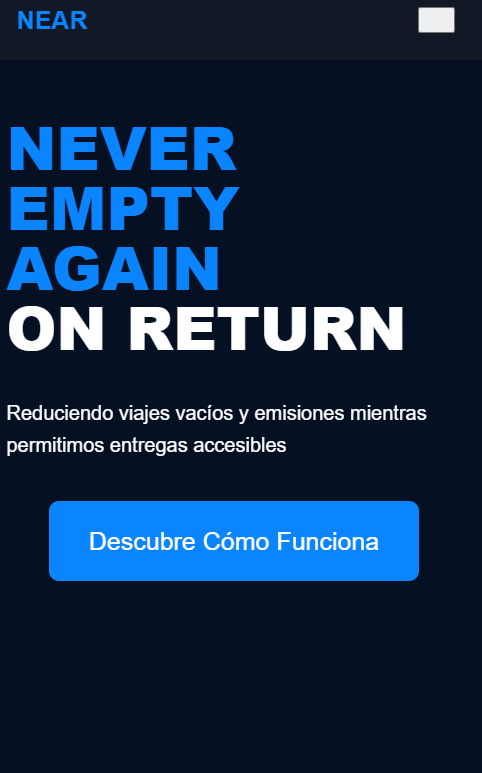 NEAR
NEVER
EMPTY
AGAIN
ON RETURN
Reduciendo viajes vacíos y emisiones mientras
permitimos entregas accesibles
Descubre Cómo Funciona